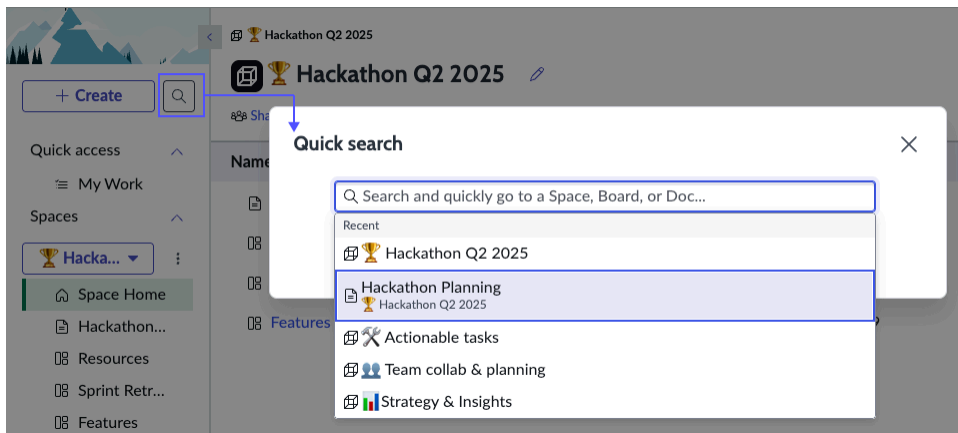 Hackathon Q2 2025
Hackathon Q2 2025
+ Create
Sha
Quick access
My Work
Spaces
Hacka...
Space Home
Hackathon...
Resources
Sprint Retr...
Features
Name
Features
Quick search
Search and quickly go to a Space, Board, or Doc...
Recent
Hackathon Q2 2025
Hackathon Planning
Hackathon Q2 2025
Actionable tasks
Team collab & planning
Strategy & Insights